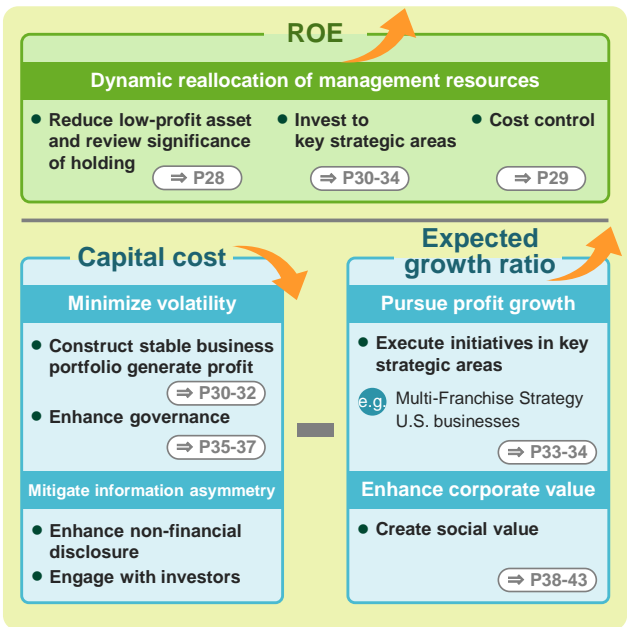 ROE
Dynamic reallocation of management resources
● Reduce low-profit asset
and review significance
of holding
⇒ P28
● Invest to
key strategic areas
⇒ P30-34
● Cost control
⇒ P29
Capital cost
Minimize volatility
● Construct stable business
portfolio generate profit
⇒ P30-32
● Enhance governance
⇒ P35-37
Mitigate information asymmetry
● Enhance non-financial
disclosure
● Engage with investors
Expected
growth ratio
Pursue profit growth
● Execute initiatives in key
strategic areas
e.g. Multi-Franchise Strategy
U.S. businesses
⇒ P33-34
Enhance corporate value
● Create social value
⇒ P38-43